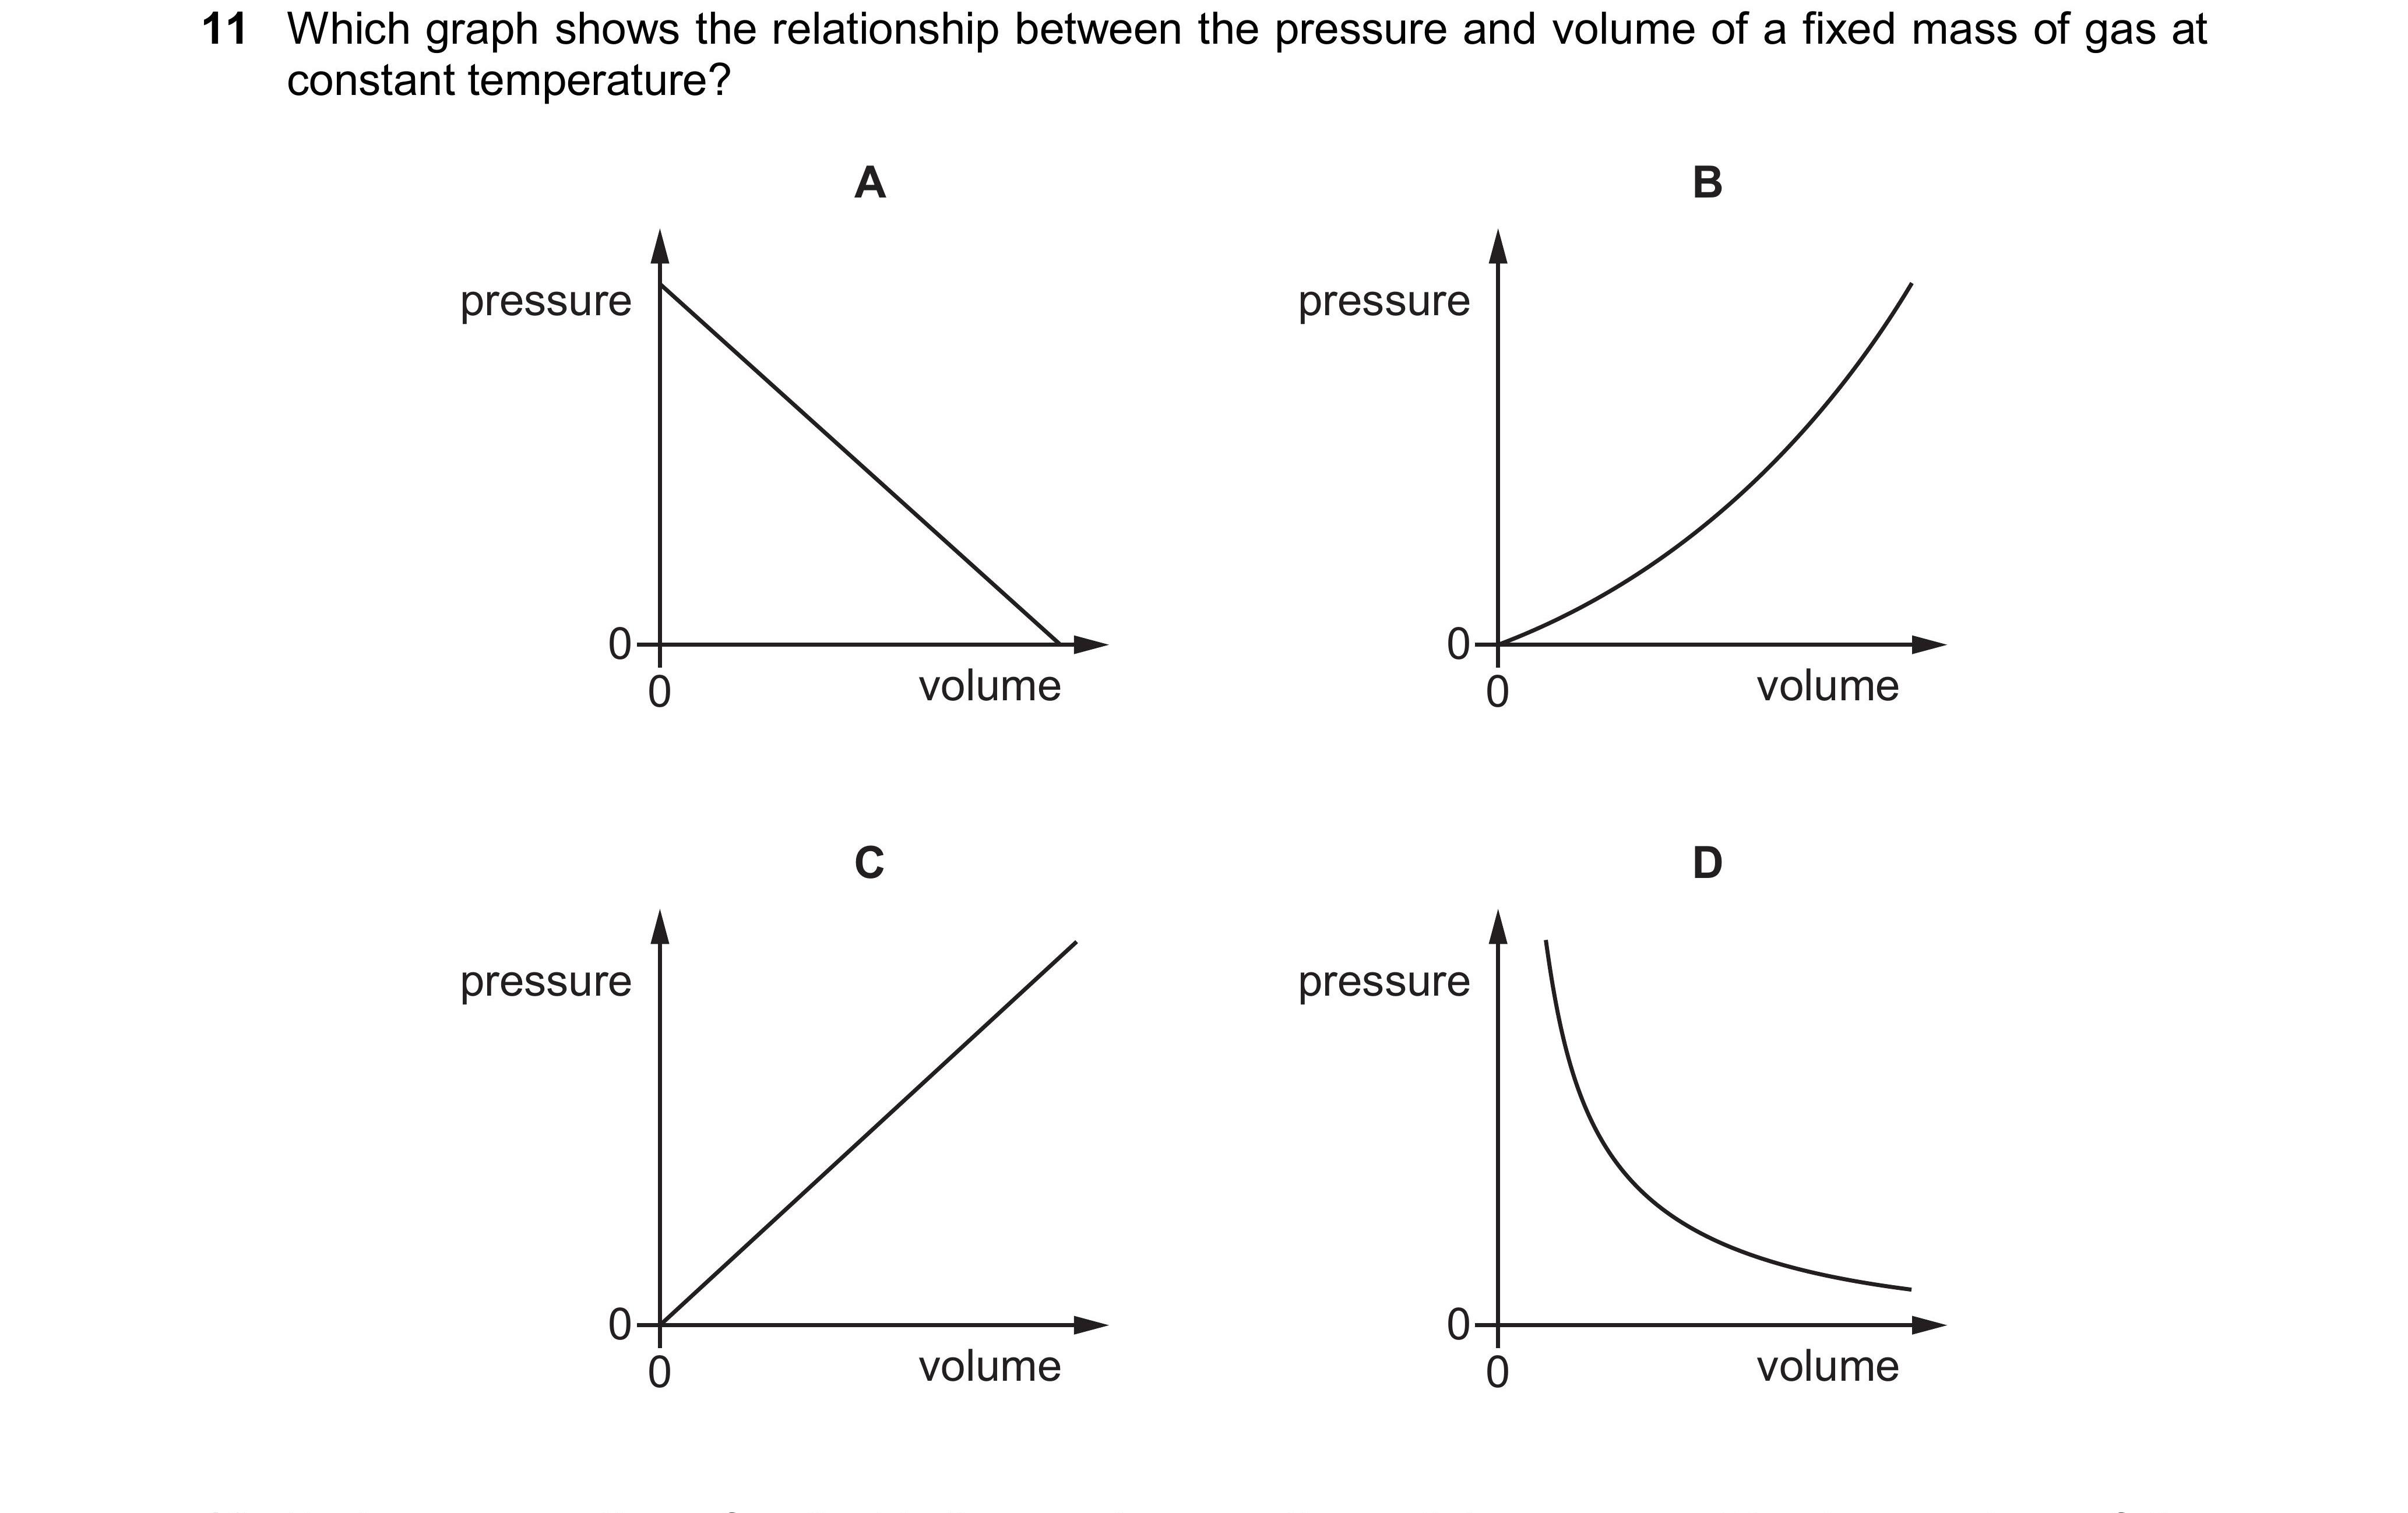 11 Which graph shows the relationship between the pressure and volume of a fixed mass of gas at
constant temperature?
A
pressure
0
0
volume
B
pressure
0
0
volume
C
pressure
0
0
volume
D
pressure
0
0
volume